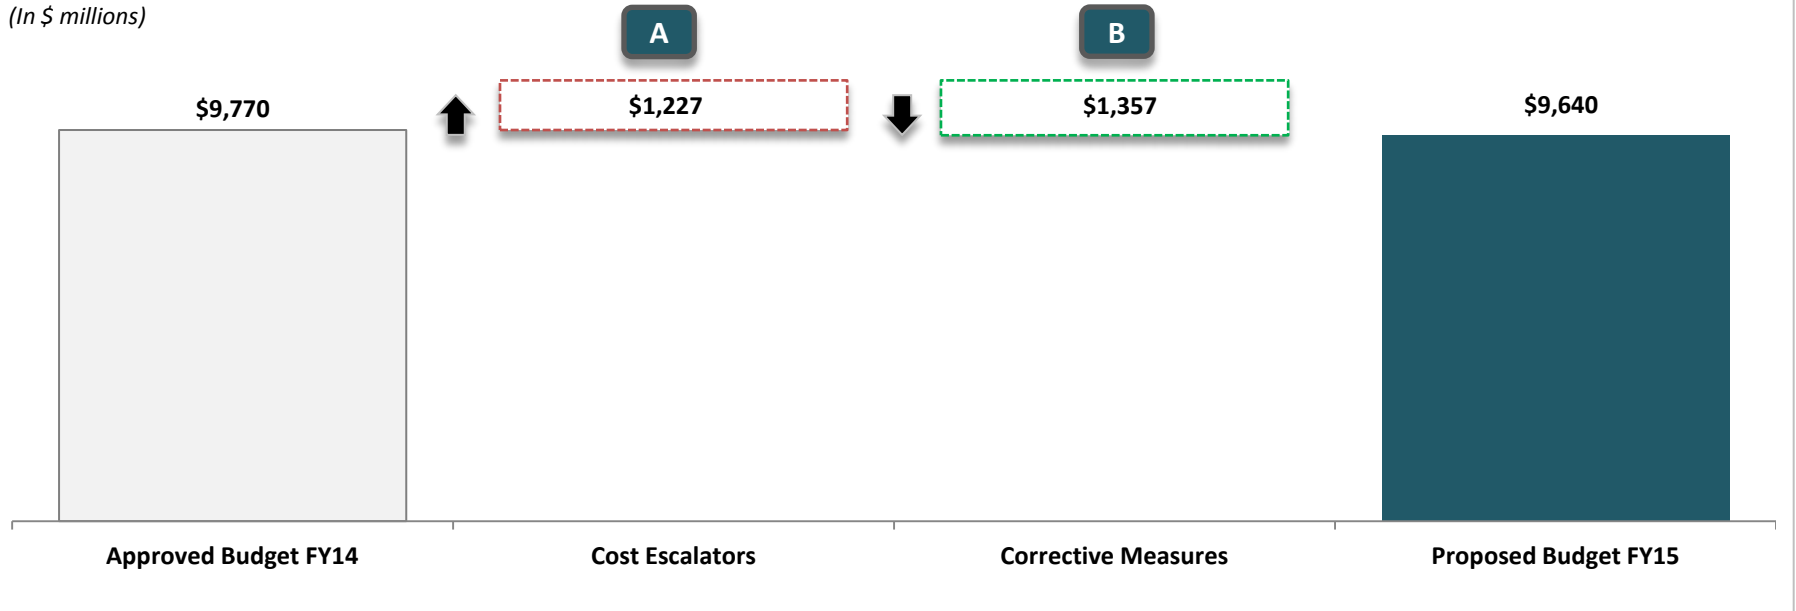 (In $ millions)
A
B
$9,770
$1,227
$1,357
$9,640
Approved Budget FY14
Cost Escalators
Corrective Measures
Proposed Budget FY15